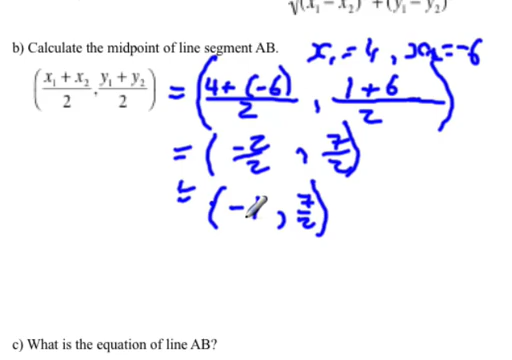 √(x₁ − x₂)² + (y₁ − y₂)²
b) Calculate the midpoint of line segment AB. x₁ = 4 , x₂ = -6
((x₁ + x₂)/2 , (y₁ + y₂)/2) = ((4 + (-6))/2 , (1 + 6)/2)
= (-2/2 , 7/2)
= (-1 , 7/2)
c) What is the equation of line AB?